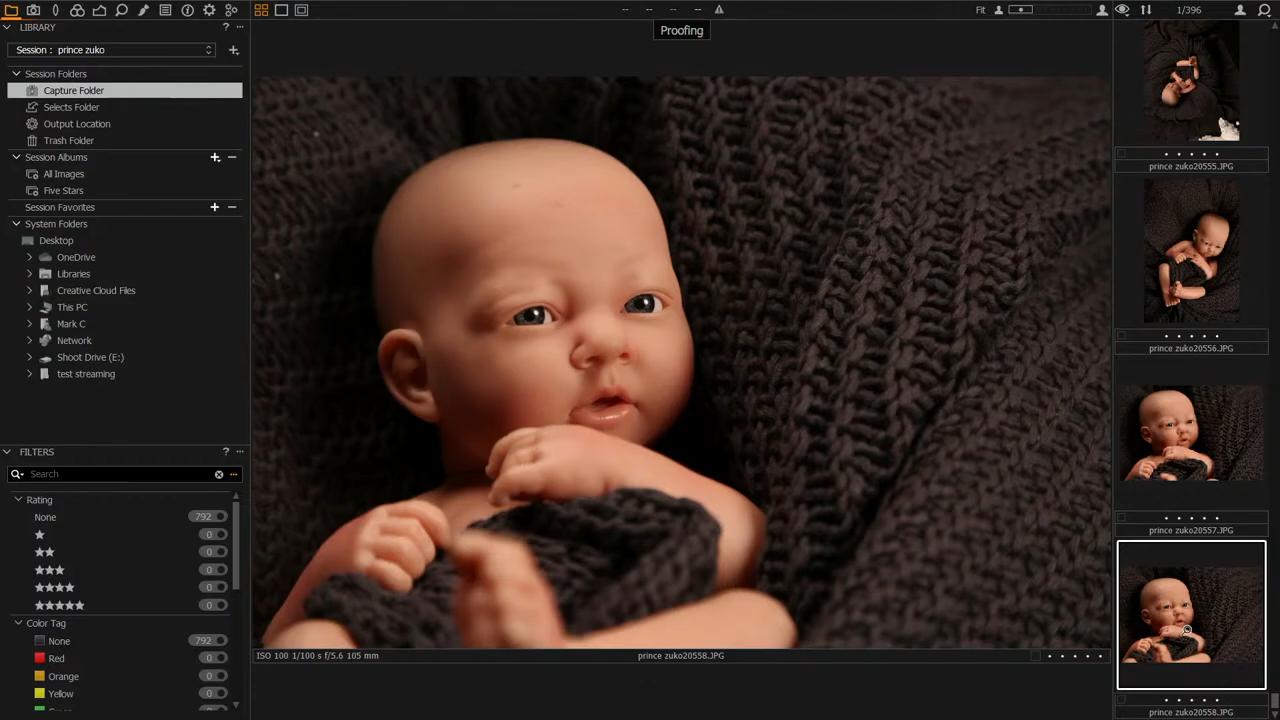 Fit
1/396
Proofing
LIBRARY
?
Session : prince zuko
Session Folders
Capture Folder
Selects Folder
Output Location
Trash Folder
Session Albums
All Images
Five Stars
Session Favorites
System Folders
Desktop
OneDrive
Libraries
Creative Cloud Files
This PC
Mark C
Network
Shoot Drive (E:)
test streaming
FILTERS
?
Search
Rating
None 792
0
0
0
0
0
Color Tag
None 792
Red 0
Orange 0
Yellow 0
ISO 100 1/100 s f/5.6 105 mm
prince zuko20558.JPG
prince zuko20555.JPG
prince zuko20556.JPG
prince zuko20557.JPG
prince zuko20558.JPG